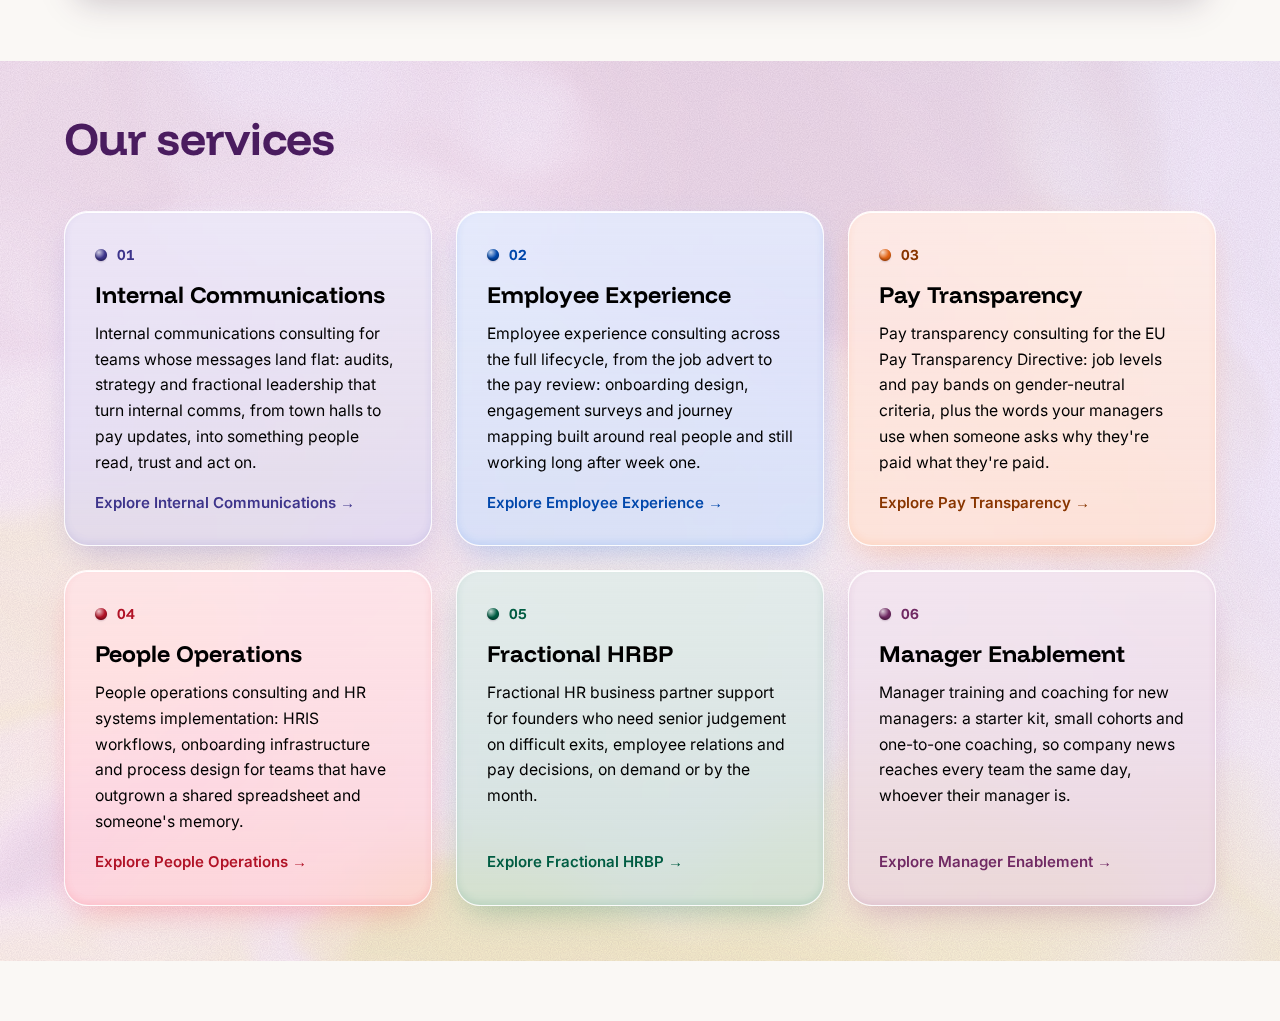 Our services
01
Internal Communications
Internal communications consulting for
teams whose messages land flat: audits,
strategy and fractional leadership that
turn internal comms, from town halls to
pay updates, into something people
read, trust and act on.
Explore Internal Communications →
02
Employee Experience
Employee experience consulting across
the full lifecycle, from the job advert to
the pay review: onboarding design,
engagement surveys and journey
mapping built around real people and still
working long after week one.
Explore Employee Experience →
03
Pay Transparency
Pay transparency consulting for the EU
Pay Transparency Directive: job levels
and pay bands on gender-neutral
criteria, plus the words your managers
use when someone asks why they're
paid what they're paid.
Explore Pay Transparency →
04
People Operations
People operations consulting and HR
systems implementation: HRIS
workflows, onboarding infrastructure
and process design for teams that have
outgrown a shared spreadsheet and
someone's memory.
Explore People Operations →
05
Fractional HRBP
Fractional HR business partner support
for founders who need senior judgement
on difficult exits, employee relations and
pay decisions, on demand or by the
month.
Explore Fractional HRBP →
06
Manager Enablement
Manager training and coaching for new
managers: a starter kit, small cohorts and
one-to-one coaching, so company news
reaches every team the same day,
whoever their manager is.
Explore Manager Enablement →